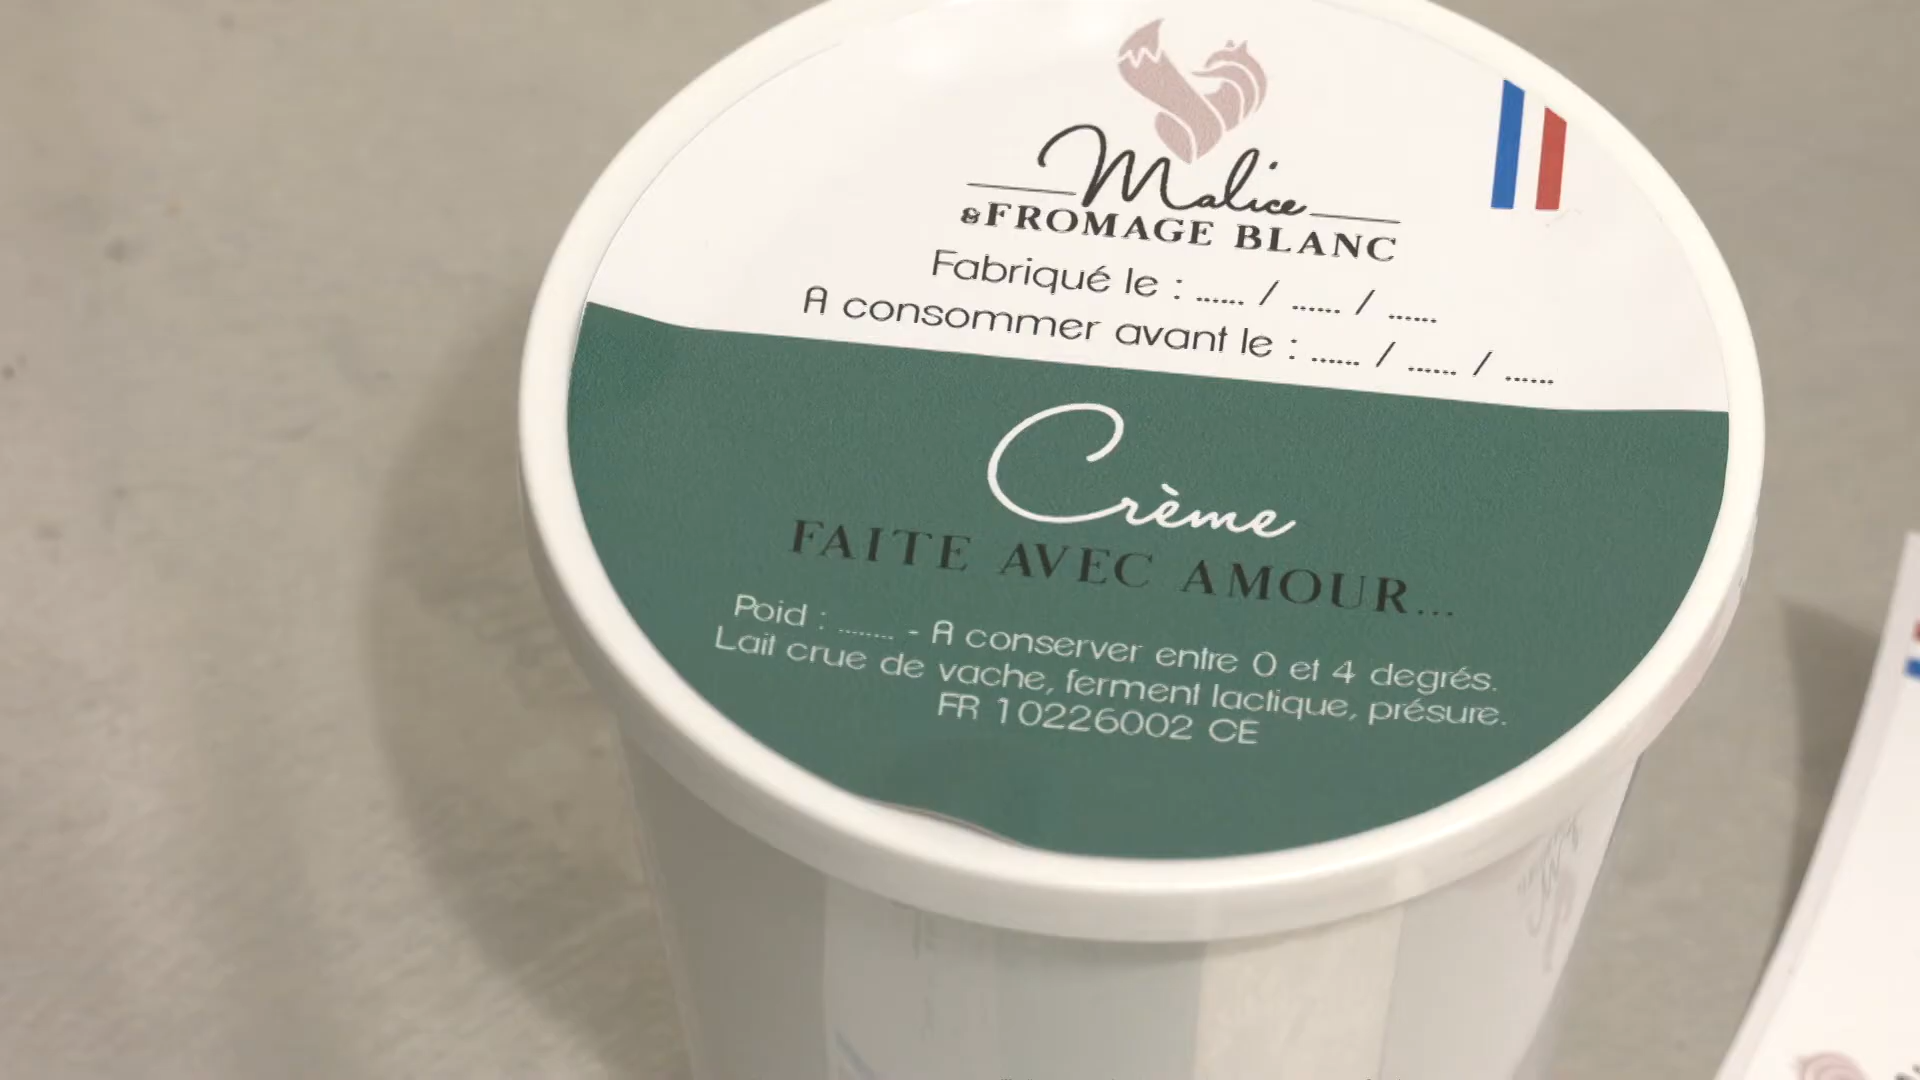 Malice
& FROMAGE BLANC
Fabriqué le : ...... / ...... / ......
A consommer avant le : ...... / ...... / ......
Crème
FAITE AVEC AMOUR...
Poid : ........ - A conserver entre 0 et 4 degrés.
Lait crue de vache, ferment lactique, présure.
FR 10226002 CE